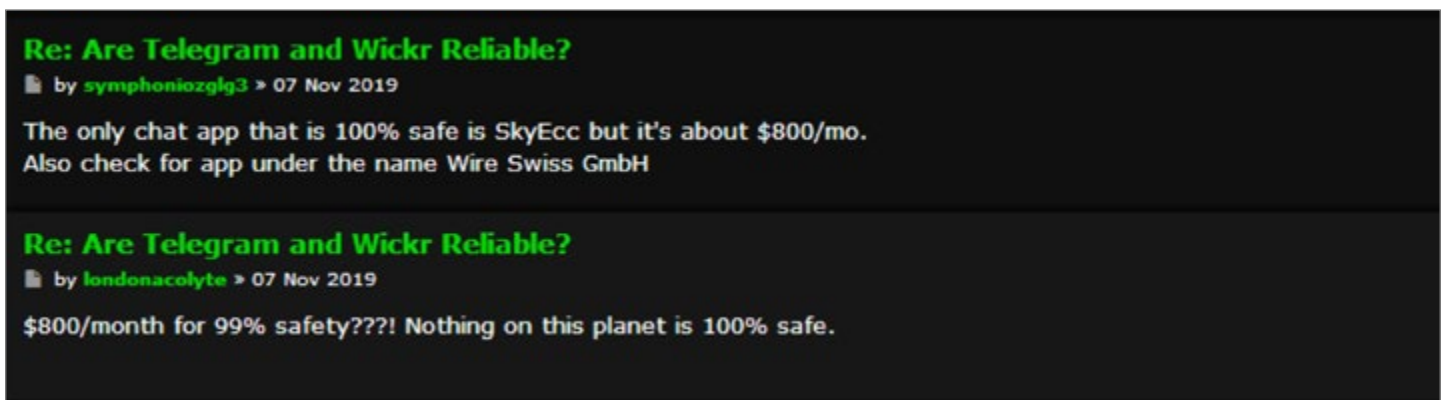 Re: Are Telegram and Wickr Reliable?
by symphoniozglg3 » 07 Nov 2019
The only chat app that is 100% safe is SkyEcc but it's about $800/mo.
Also check for app under the name Wire Swiss GmbH
Re: Are Telegram and Wickr Reliable?
by londonacolyte » 07 Nov 2019
$800/month for 99% safety???! Nothing on this planet is 100% safe.